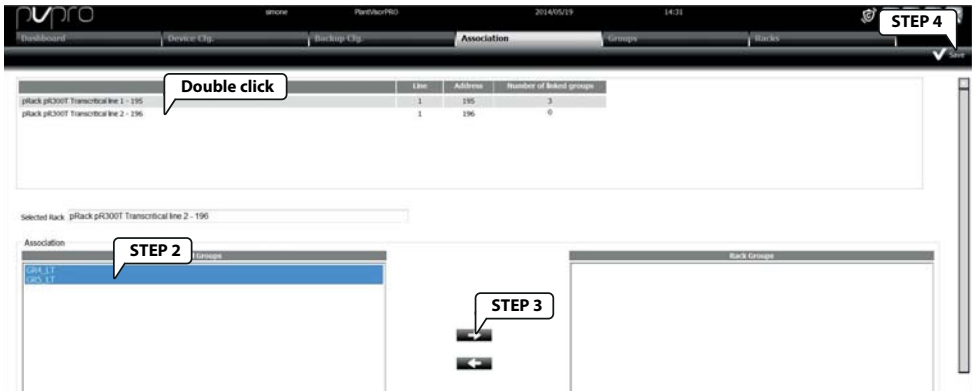 pvpro simone PlantVisorPRO 2014/05/19 14:31
STEP 4
Dashboard Device Cfg. Backup Cfg. Association Groups Racks
Save
Double click
Line Address Number of linked groups
pRack pR300T Transcritical line 1 - 195 1 195 3
pRack pR300T Transcritical line 2 - 196 1 196 0
Selected Rack pRack pR300T Transcritical line 2 - 196
Association
STEP 2
Groups Rack Groups
GR4_LT
GR5_LT
STEP 3